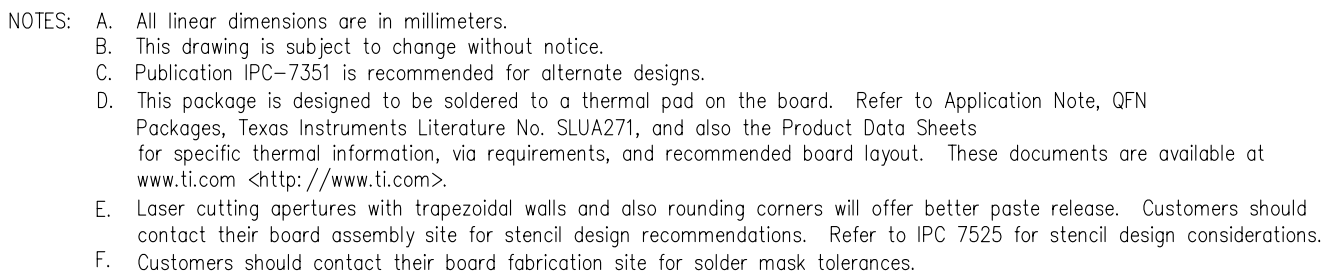 NOTES: A. All linear dimensions are in millimeters.
B. This drawing is subject to change without notice.
C. Publication IPC-7351 is recommended for alternate designs.
D. This package is designed to be soldered to a thermal pad on the board. Refer to Application Note, QFN
Packages, Texas Instruments Literature No. SLUA271, and also the Product Data Sheets
for specific thermal information, via requirements, and recommended board layout. These documents are available at
www.ti.com <http://www.ti.com>.
E. Laser cutting apertures with trapezoidal walls and also rounding corners will offer better paste release. Customers should
contact their board assembly site for stencil design recommendations. Refer to IPC 7525 for stencil design considerations.
F. Customers should contact their board fabrication site for solder mask tolerances.